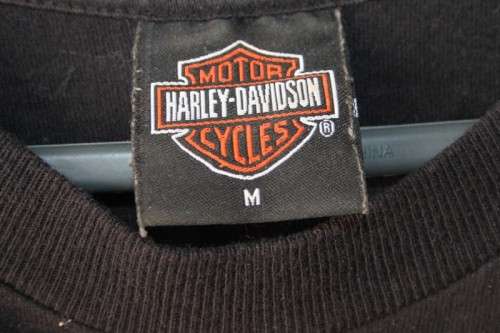 MOTOR
HARLEY-DAVIDSON
CYCLES
®
M